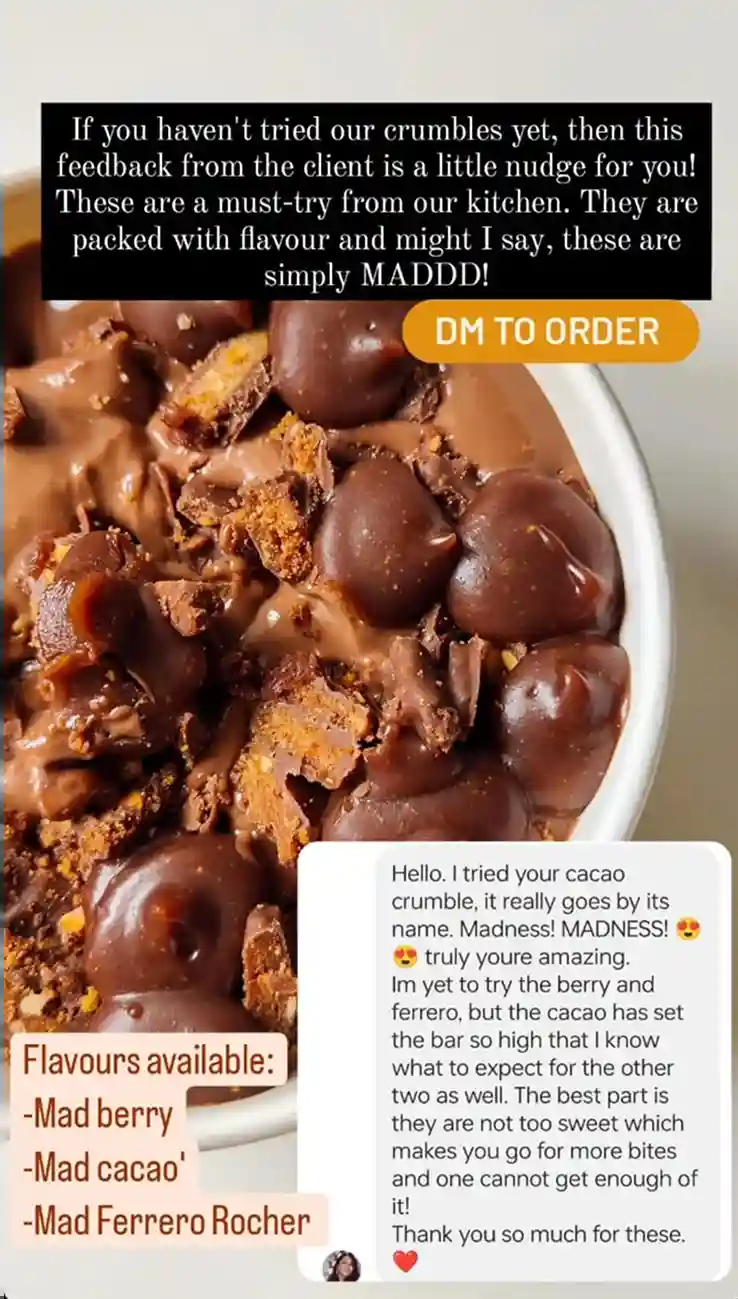 If you haven't tried our crumbles yet, then this
feedback from the client is a little nudge for you!
These are a must-try from our kitchen. They are
packed with flavour and might I say, these are
simply MADDD!
DM TO ORDER
Hello. I tried your cacao
crumble, it really goes by its
name. Madness! MADNESS! 😍
😍 truly youre amazing.
Im yet to try the berry and
ferrero, but the cacao has set
the bar so high that I know
what to expect for the other
two as well. The best part is
they are not too sweet which
makes you go for more bites
and one cannot get enough of
it!
Thank you so much for these.
❤️
Flavours available:
-Mad berry
-Mad cacao'
-Mad Ferrero Rocher